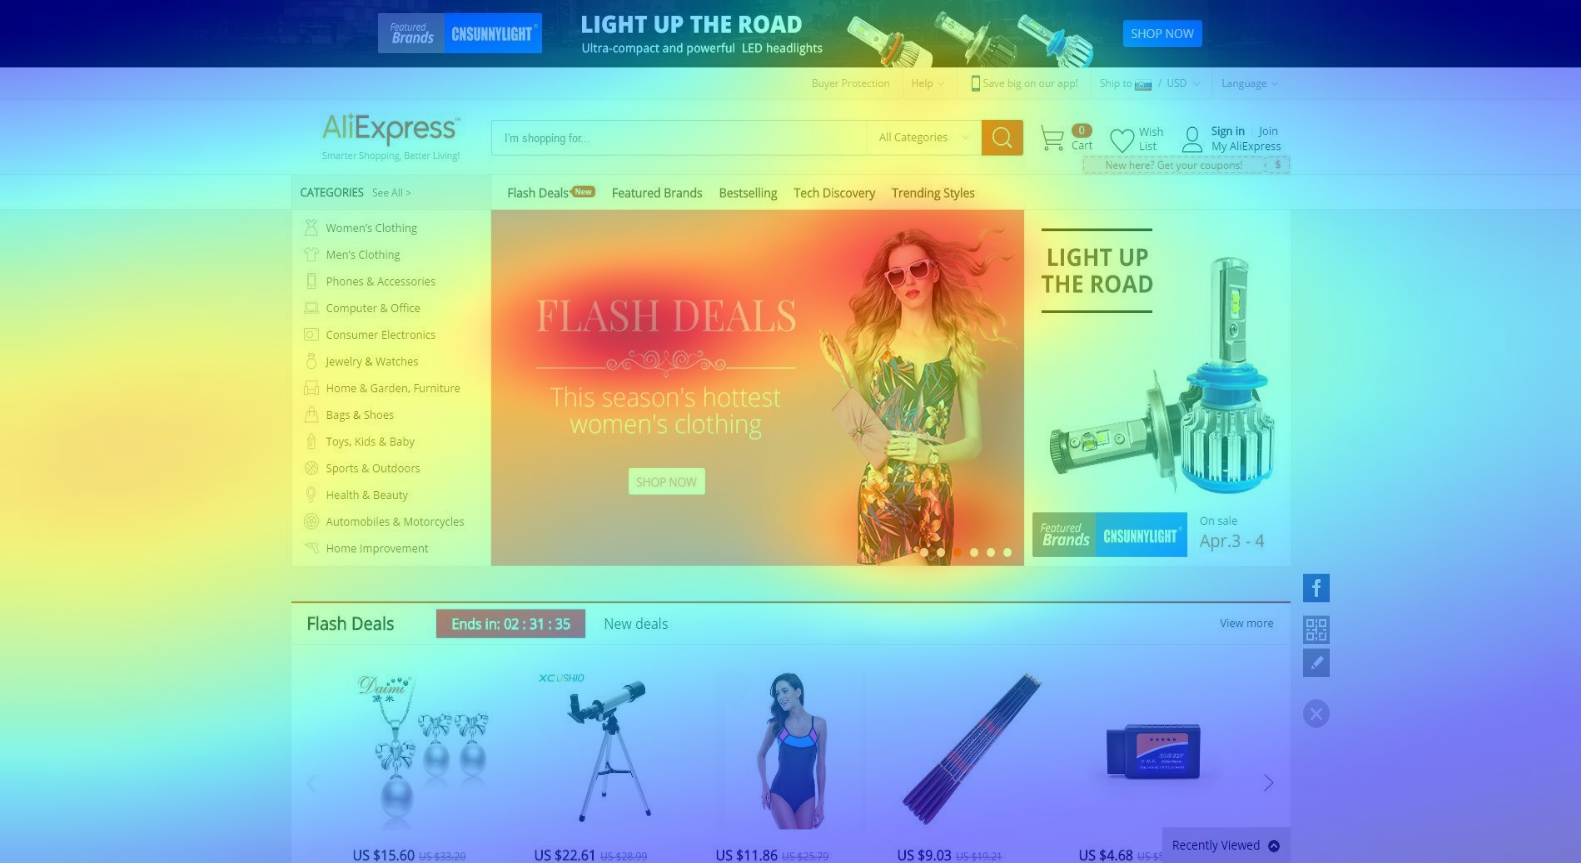 Featured Brands CNSUNNYLIGHT®
LIGHT UP THE ROAD
Ultra-compact and powerful LED headlights
SHOP NOW
Buyer Protection
Help
Save big on our app!
Ship to / USD
Language
AliExpress™
Smarter Shopping, Better Living!
I'm shopping for...
All Categories
0
Cart
Wish
List
Sign in Join
My AliExpress
New here? Get your coupons! $
CATEGORIES See All >
Flash Deals New
Featured Brands
Bestselling
Tech Discovery
Trending Styles
Women's Clothing
Men's Clothing
Phones & Accessories
Computer & Office
Consumer Electronics
Jewelry & Watches
Home & Garden, Furniture
Bags & Shoes
Toys, Kids & Baby
Sports & Outdoors
Health & Beauty
Automobiles & Motorcycles
Home Improvement
FLASH DEALS
This season's hottest
women's clothing
SHOP NOW
LIGHT UP
THE ROAD
Featured Brands CNSUNNYLIGHT®
On sale
Apr.3 - 4
Flash Deals
Ends in: 02 : 31 : 35
New deals
View more
Daimi
黛米
XCUSHIO
US $15.60 US $33.20
US $22.61 US $28.99
US $11.86 US $25.79
US $9.03 US $19.21
US $4.68 US $5
Recently Viewed